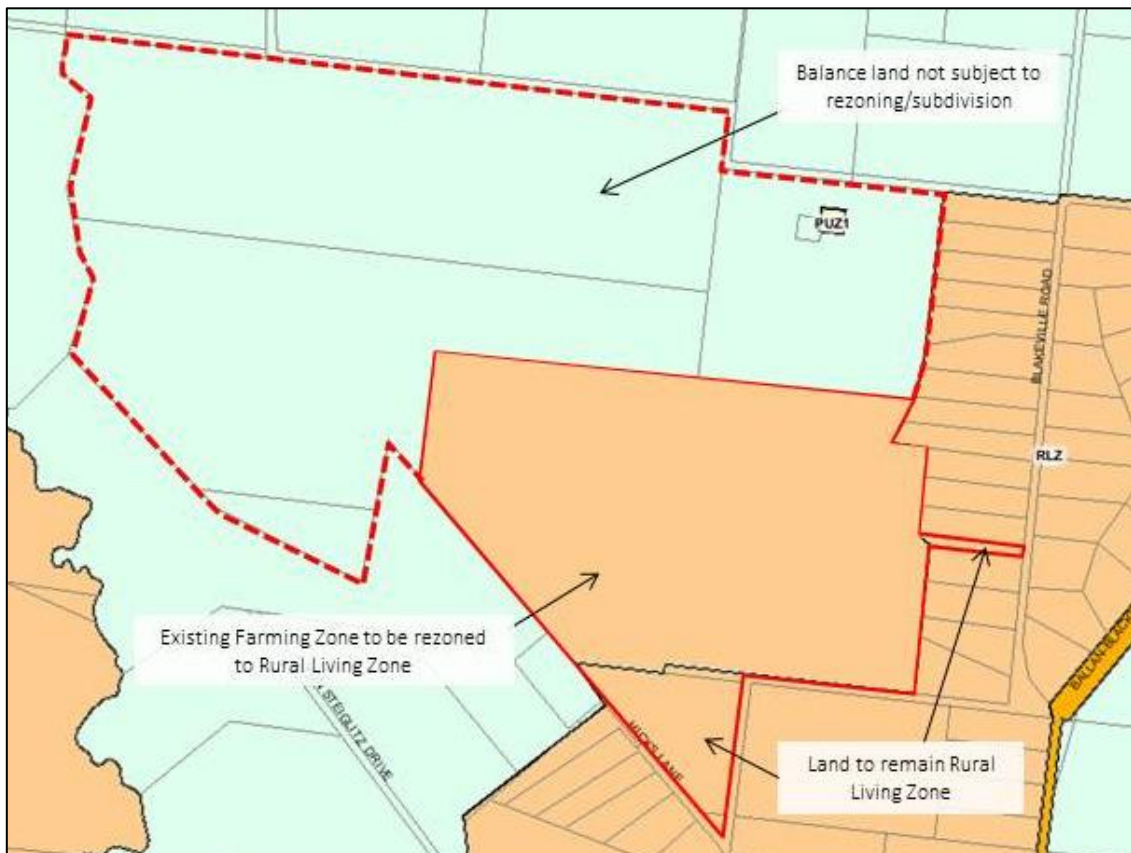 Balance land not subject to
rezoning/subdivision
PUZ1
BLAKEVILLE ROAD
RLZ
Existing Farming Zone to be rezoned
to Rural Living Zone
STEIGLITZ DRIVE
HICKS LANE
Land to remain Rural
Living Zone
BALLAN